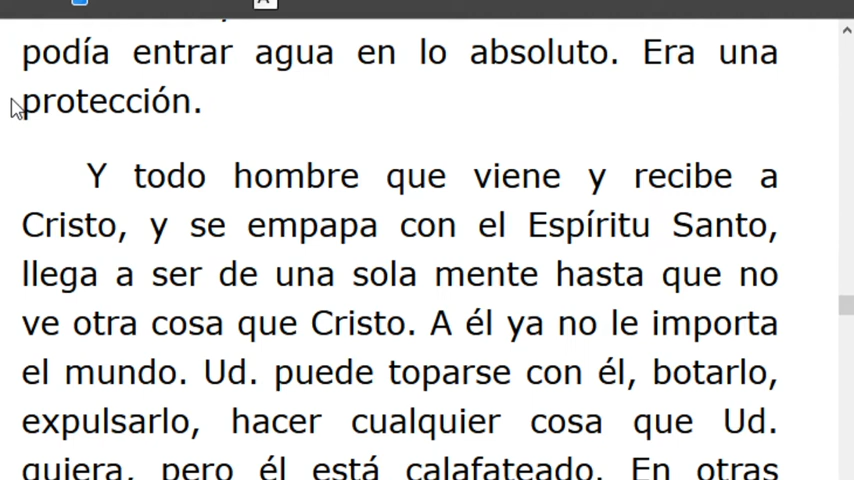 podía entrar agua en lo absoluto. Era una
protección.
Y todo hombre que viene y recibe a
Cristo, y se empapa con el Espíritu Santo,
llega a ser de una sola mente hasta que no
ve otra cosa que Cristo. A él ya no le importa
el mundo. Ud. puede toparse con él, botarlo,
expulsarlo, hacer cualquier cosa que Ud.
quiera, pero él está calafateado. En otras